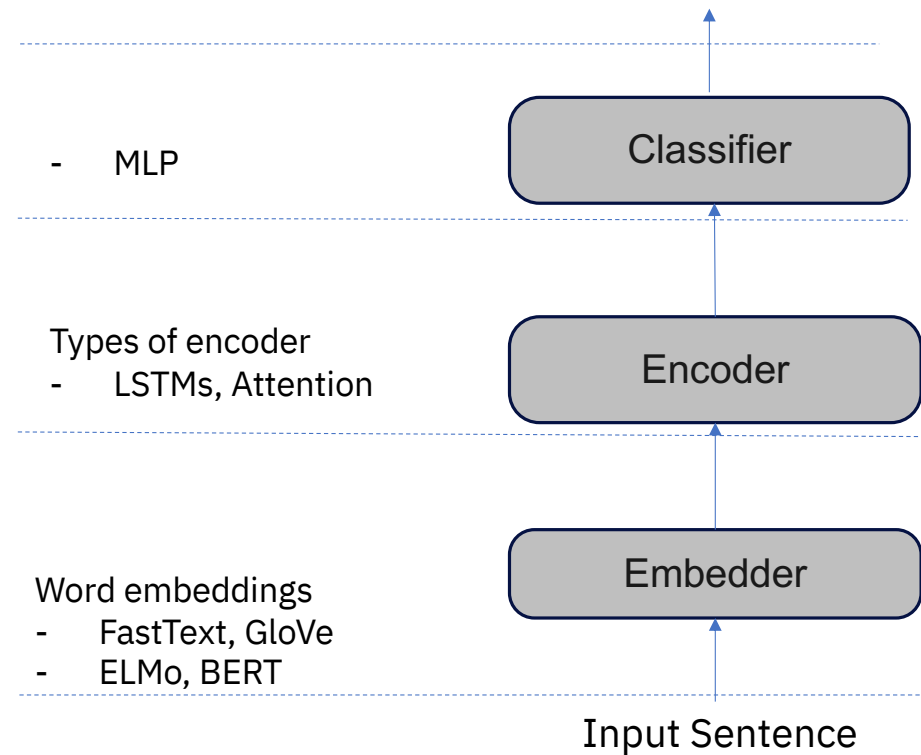 - MLP
Classifier
Types of encoder
- LSTMs, Attention
Encoder
Embedder
Word embeddings
- FastText, GloVe
- ELMo, BERT
Input Sentence